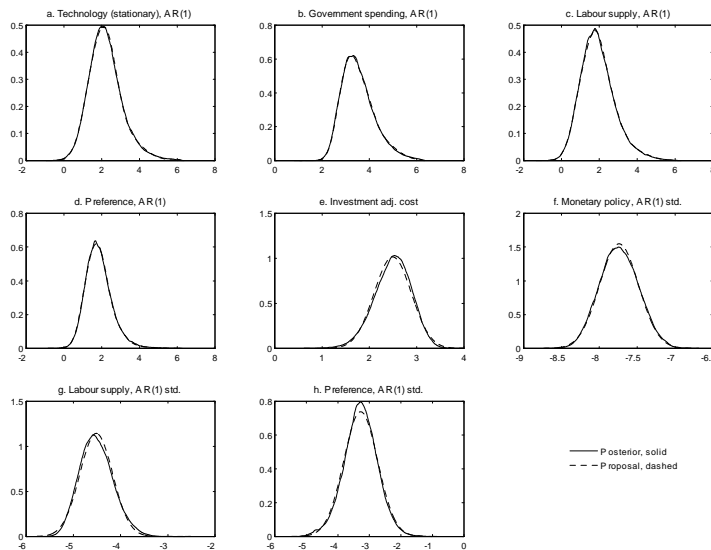 a. Technology (stationary), AR(1)
b. Government spending, AR(1)
c. Labour supply, AR(1)
0.5
0.4
0.3
0.2
0.1
0
-2 0 2 4 6 8
0.8
0.6
0.4
0.2
0
0 2 4 6 8
0.5
0.4
0.3
0.2
0.1
0
-2 0 2 4 6
d. Preference, AR(1)
e. Investment adj. cost
f. Monetary policy, AR(1) std.
0.8
0.6
0.4
0.2
0
-2 0 2 4 6 8
1.5
1
0.5
0
0 1 2 3 4
2
1.5
1
0.5
0
-9 -8.5 -8 -7.5 -7
g. Labour supply, AR(1) std.
h. Preference, AR(1) std.
1.5
1
0.5
0
-6 -5 -4 -3 -2
0.8
0.6
0.4
0.2
0
-6 -5 -4 -3 -2 -1 0
Posterior, solid
Proposal, dashed